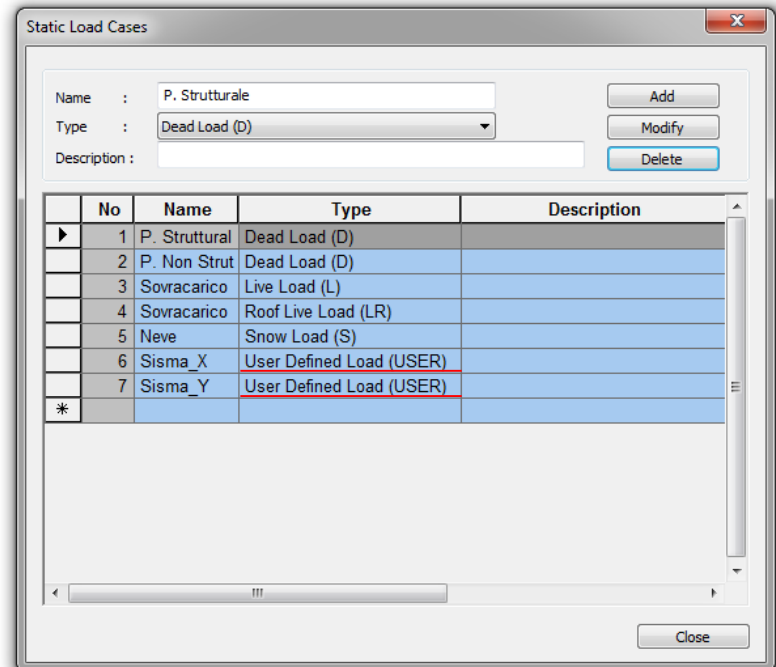 Static Load Cases
Name : P. Strutturale Add
Type : Dead Load (D) Modify
Description : Delete
No Name Type Description
1 P. Struttural Dead Load (D)
2 P. Non Strut Dead Load (D)
3 Sovracarico Live Load (L)
4 Sovracarico Roof Live Load (LR)
5 Neve Snow Load (S)
6 Sisma_X User Defined Load (USER)
7 Sisma_Y User Defined Load (USER)
Close